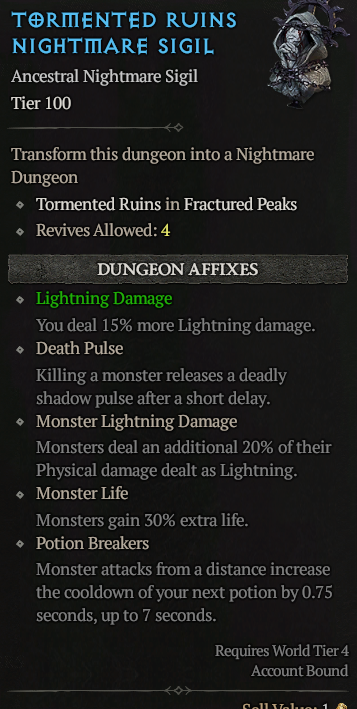 TORMENTED RUINS
NIGHTMARE SIGIL
Ancestral Nightmare Sigil
Tier 100
Transform this dungeon into a Nightmare
Dungeon
Tormented Ruins in Fractured Peaks
Revives Allowed: 4
DUNGEON AFFIXES
Lightning Damage
You deal 15% more Lightning damage.
Death Pulse
Killing a monster releases a deadly
shadow pulse after a short delay.
Monster Lightning Damage
Monsters deal an additional 20% of their
Physical damage dealt as Lightning.
Monster Life
Monsters gain 30% extra life.
Potion Breakers
Monster attacks from a distance increase
the cooldown of your next potion by 0.75
seconds, up to 7 seconds.
Requires World Tier 4
Account Bound
Sell Value: 1